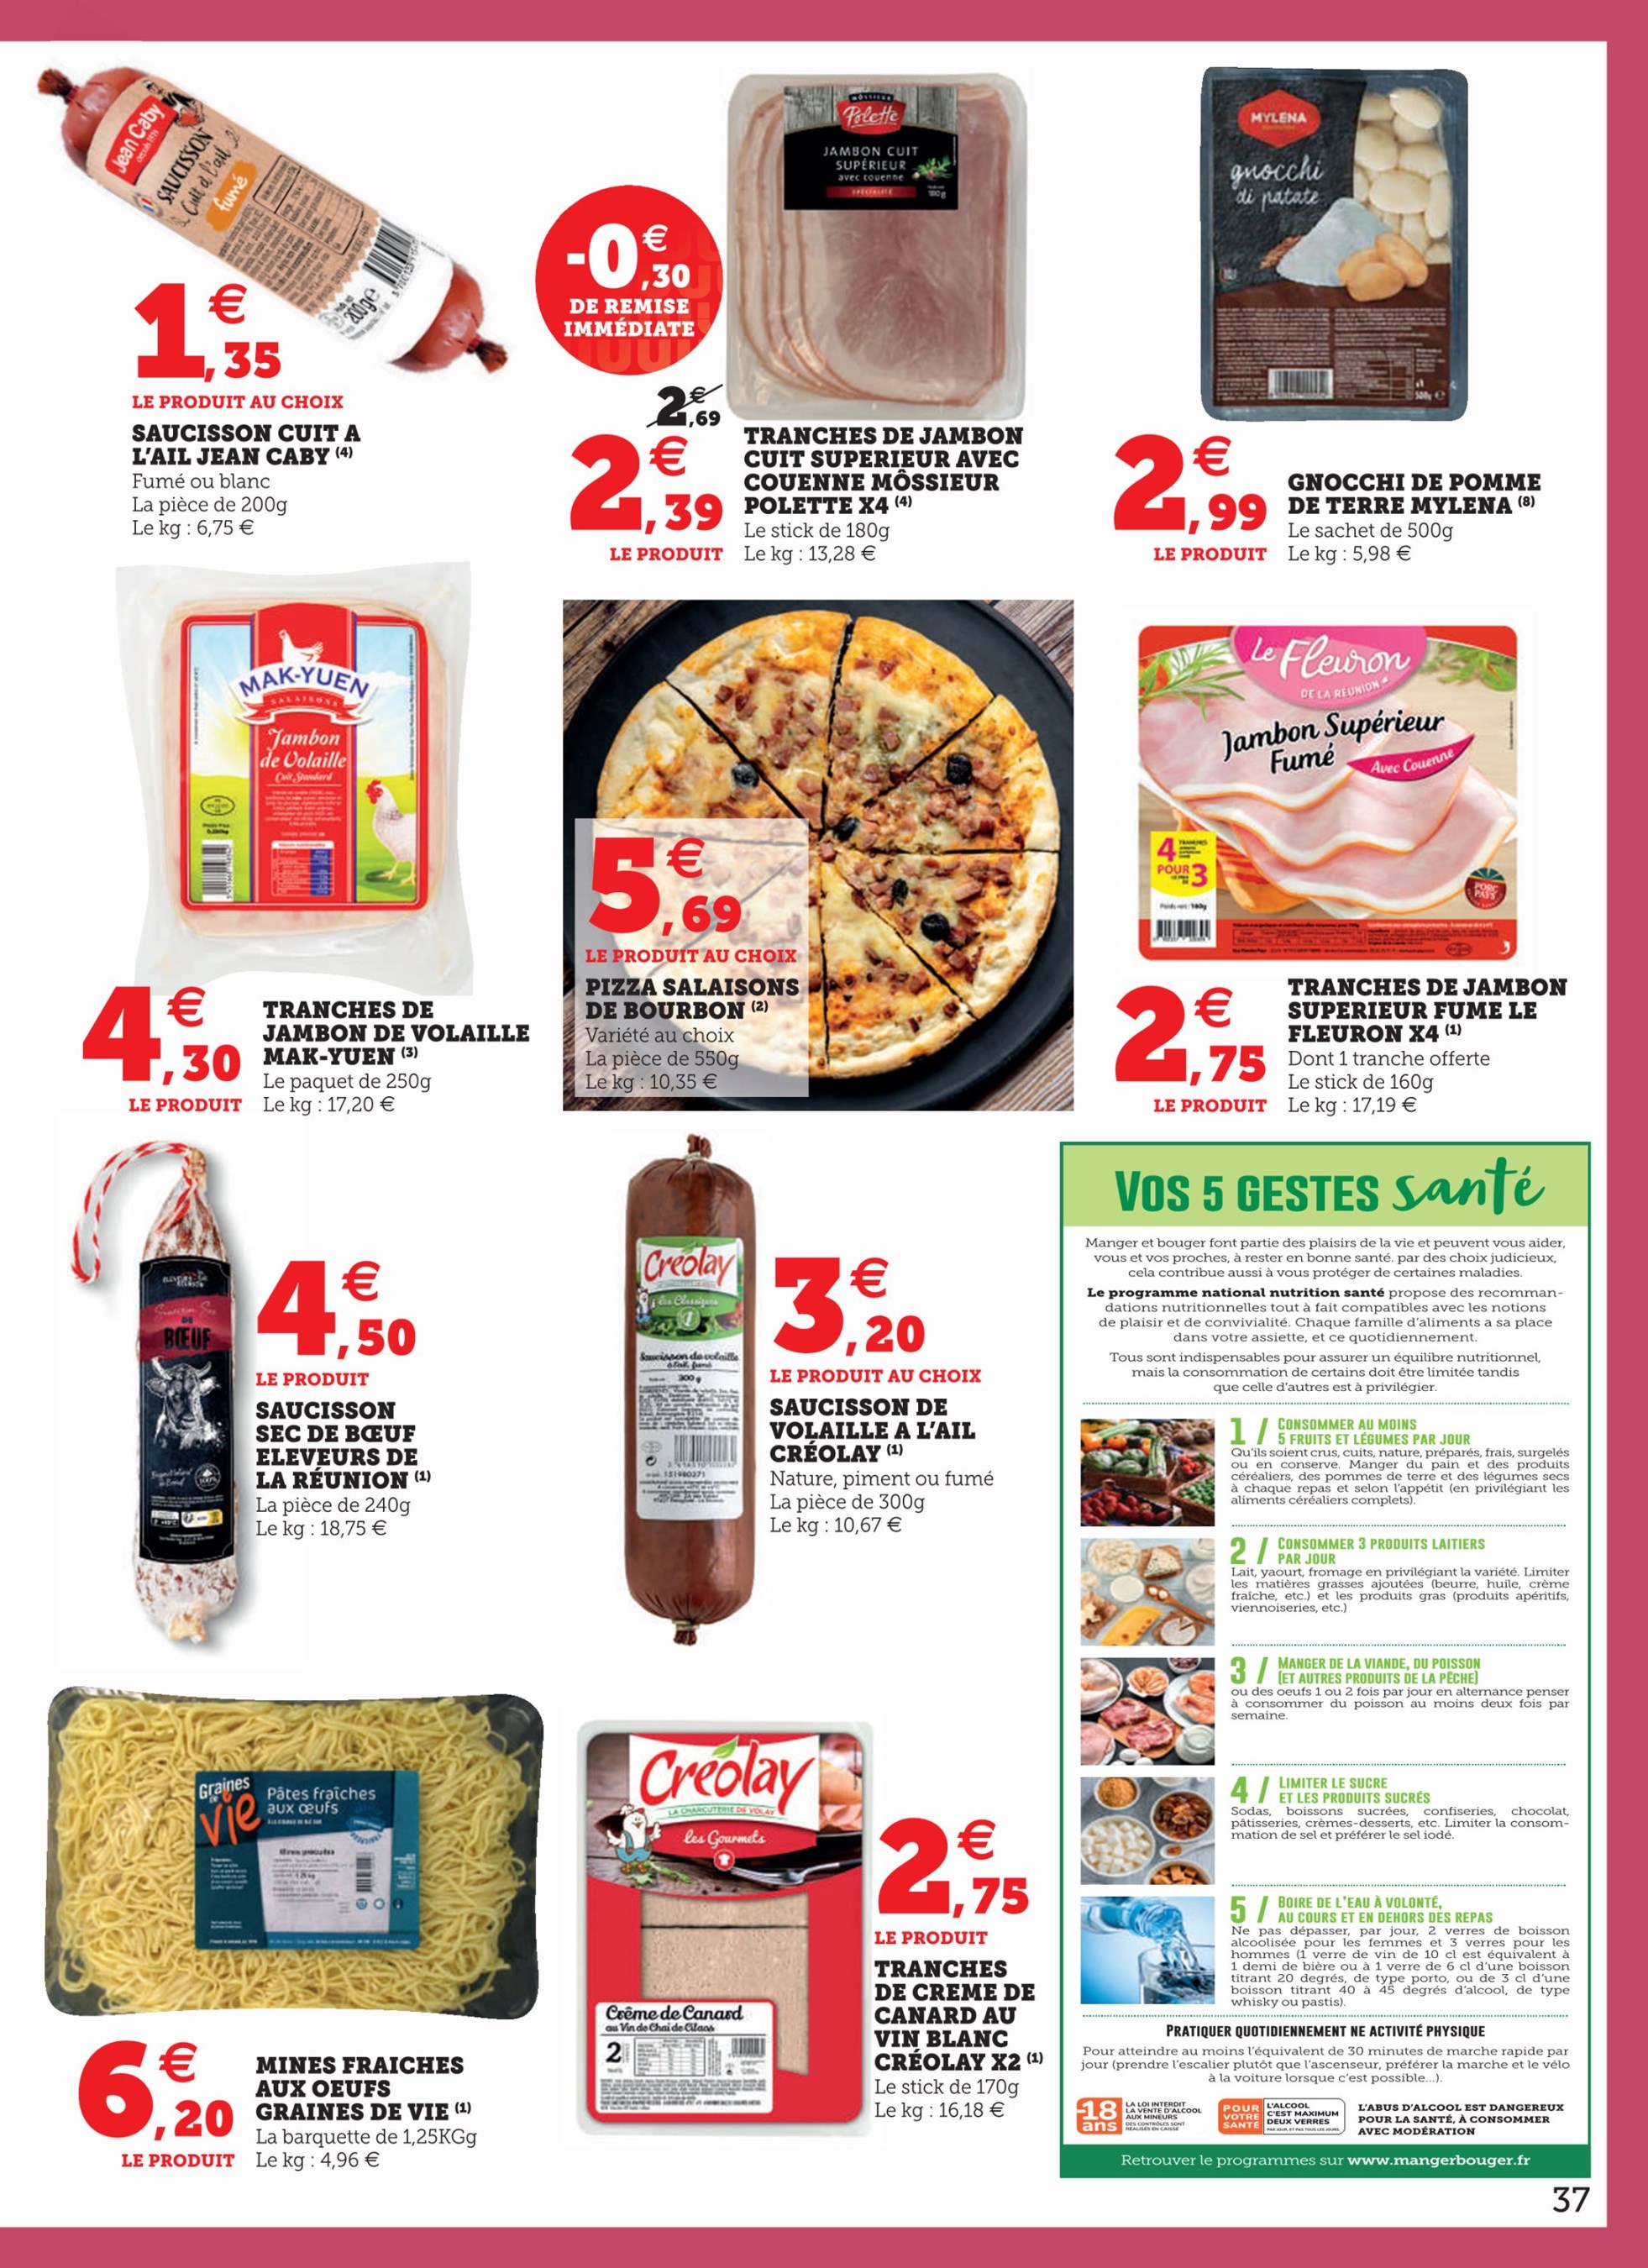 Jean Caby
depuis 1919
SAUCISSON
Cuit à l'ail
fumé
200g e
1€,35
LE PRODUIT AU CHOIX
SAUCISSON CUIT A
L'AIL JEAN CABY (4)
Fumé ou blanc
La pièce de 200g
Le kg : 6,75 €
-0€,30
DE REMISE
IMMÉDIATE
MÔSSIEUR
Polette
JAMBON CUIT
SUPÉRIEUR
avec couenne
SPÉCIALITÉ
180g
2€,69
2€,39
LE PRODUIT
TRANCHES DE JAMBON
CUIT SUPERIEUR AVEC
COUENNE MÔSSIEUR
POLETTE X4 (4)
Le stick de 180g
Le kg : 13,28 €
MYLENA
gnocchi
di patate
500g e
2€,99
LE PRODUIT
GNOCCHI DE POMME
DE TERRE MYLENA (8)
Le sachet de 500g
Le kg : 5,98 €
MAK-YUEN
SALAISONS
Jambon
de Volaille
Cuit Standard
4€,30
LE PRODUIT
TRANCHES DE
JAMBON DE VOLAILLE
MAK-YUEN (3)
Le paquet de 250g
Le kg : 17,20 €
5€,69
LE PRODUIT AU CHOIX
PIZZA SALAISONS
DE BOURBON (2)
Variété au choix
La pièce de 550g
Le kg : 10,35 €
Le Fleuron
DE LA RÉUNION
Jambon Supérieur
Fumé
Avec Couenne
4 TRANCHES
POUR 3
160g
PORC PAYS
2€,75
LE PRODUIT
TRANCHES DE JAMBON
SUPERIEUR FUME LE
FLEURON X4 (1)
Dont 1 tranche offerte
Le stick de 160g
Le kg : 17,19 €
Saucisson Sec
DE
BŒUF
4€,50
LE PRODUIT
SAUCISSON
SEC DE BŒUF
ELEVEURS DE
LA RÉUNION (1)
La pièce de 240g
Le kg : 18,75 €
Créolay
Les Classiques
Saucisson de volaille
à l'ail fumé
300 g
3€,20
LE PRODUIT AU CHOIX
SAUCISSON DE
VOLAILLE A L'AIL
CRÉOLAY (1)
Nature, piment ou fumé
La pièce de 300g
Le kg : 10,67 €
Graines
DE
vie
Pâtes fraîches
aux œufs
6€,20
LE PRODUIT
MINES FRAICHES
AUX OEUFS
GRAINES DE VIE (1)
La barquette de 1,25KGg
Le kg : 4,96 €
Créolay
LA CHARCUTERIE DE VOLAY
Les Gourmets
Crème de Canard
au Vin de Chai de Cilaos
2
2€,75
LE PRODUIT
TRANCHES
DE CREME DE
CANARD AU
VIN BLANC
CRÉOLAY X2 (1)
Le stick de 170g
Le kg : 16,18 €
VOS 5 GESTES santé
Manger et bouger font partie des plaisirs de la vie et peuvent vous aider,
vous et vos proches, à rester en bonne santé. par des choix judicieux,
cela contribue aussi à vous protéger de certaines maladies.
Le programme national nutrition santé propose des recomman-
dations nutritionnelles tout à fait compatibles avec les notions
de plaisir et de convivialité. Chaque famille d'aliments a sa place
dans votre assiette, et ce quotidiennement.
Tous sont indispensables pour assurer un équilibre nutritionnel,
mais la consommation de certains doit être limitée tandis
que celle d'autres est à privilégier.
1 / CONSOMMER AU MOINS
5 FRUITS ET LÉGUMES PAR JOUR
Qu'ils soient crus, cuits, nature, préparés, frais, surgelés
ou en conserve. Manger du pain et des produits
céréaliers, des pommes de terre et des légumes secs
à chaque repas et selon l'appétit (en privilégiant les
aliments céréaliers complets).
2 / CONSOMMER 3 PRODUITS LAITIERS
PAR JOUR
Lait, yaourt, fromage en privilégiant la variété. Limiter
les matières grasses ajoutées (beurre, huile, crème
fraîche, etc.) et les produits gras (produits apéritifs,
viennoiseries, etc.)
3 / MANGER DE LA VIANDE, DU POISSON
(ET AUTRES PRODUITS DE LA PÊCHE)
ou des oeufs 1 ou 2 fois par jour en alternance penser
à consommer du poisson au moins deux fois par
semaine.
4 / LIMITER LE SUCRE
ET LES PRODUITS SUCRÉS
Sodas, boissons sucrées, confiseries, chocolat,
pâtisseries, crèmes-desserts, etc. Limiter la consom-
mation de sel et préférer le sel iodé.
5 / BOIRE DE L'EAU À VOLONTÉ,
AU COURS ET EN DEHORS DES REPAS
Ne pas dépasser, par jour, 2 verres de boisson
alcoolisée pour les femmes et 3 verres pour les
hommes (1 verre de vin de 10 cl est équivalent à
1 demi de bière ou à 1 verre de 6 cl d'une boisson
titrant 20 degrés, de type porto, ou de 3 cl d'une
boisson titrant 40 à 45 degrés d'alcool, de type
whisky ou pastis).
PRATIQUER QUOTIDIENNEMENT NE ACTIVITÉ PHYSIQUE
Pour atteindre au moins l'équivalent de 30 minutes de marche rapide par
jour (prendre l'escalier plutôt que l'ascenseur, préférer la marche et le vélo
à la voiture lorsque c'est possible...).
-18
ans
LA LOI INTERDIT
LA VENTE D'ALCOOL
AUX MINEURS
DES CONTRÔLES SONT
RÉALISÉS EN CAISSE
POUR
VOTRE
SANTÉ
L'ALCOOL
C'EST MAXIMUM
DEUX VERRES
PAR JOUR, ET PAS TOUS LES JOURS.
L'ABUS D'ALCOOL EST DANGEREUX
POUR LA SANTÉ, À CONSOMMER
AVEC MODÉRATION
Retrouver le programmes sur www.mangerbouger.fr
37